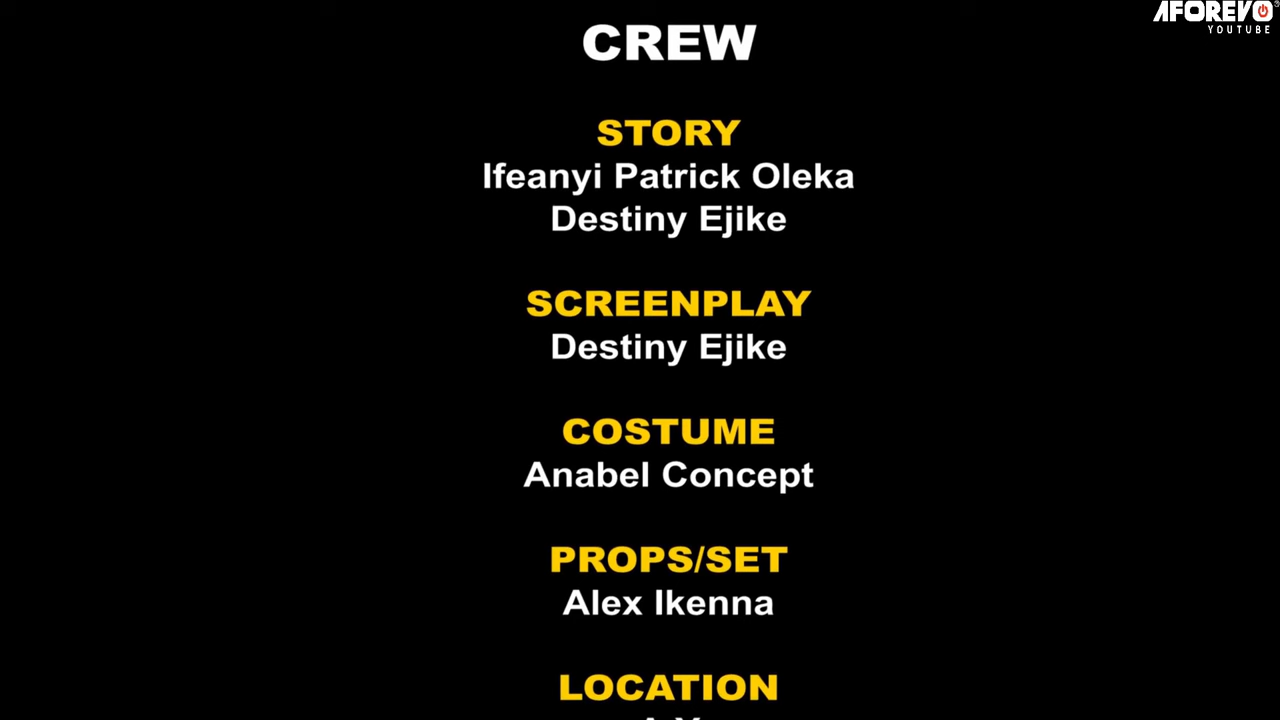 AFOREVO
YOUTUBE
CREW
STORY
Ifeanyi Patrick Oleka
Destiny Ejike
SCREENPLAY
Destiny Ejike
COSTUME
Anabel Concept
PROPS/SET
Alex Ikenna
LOCATION